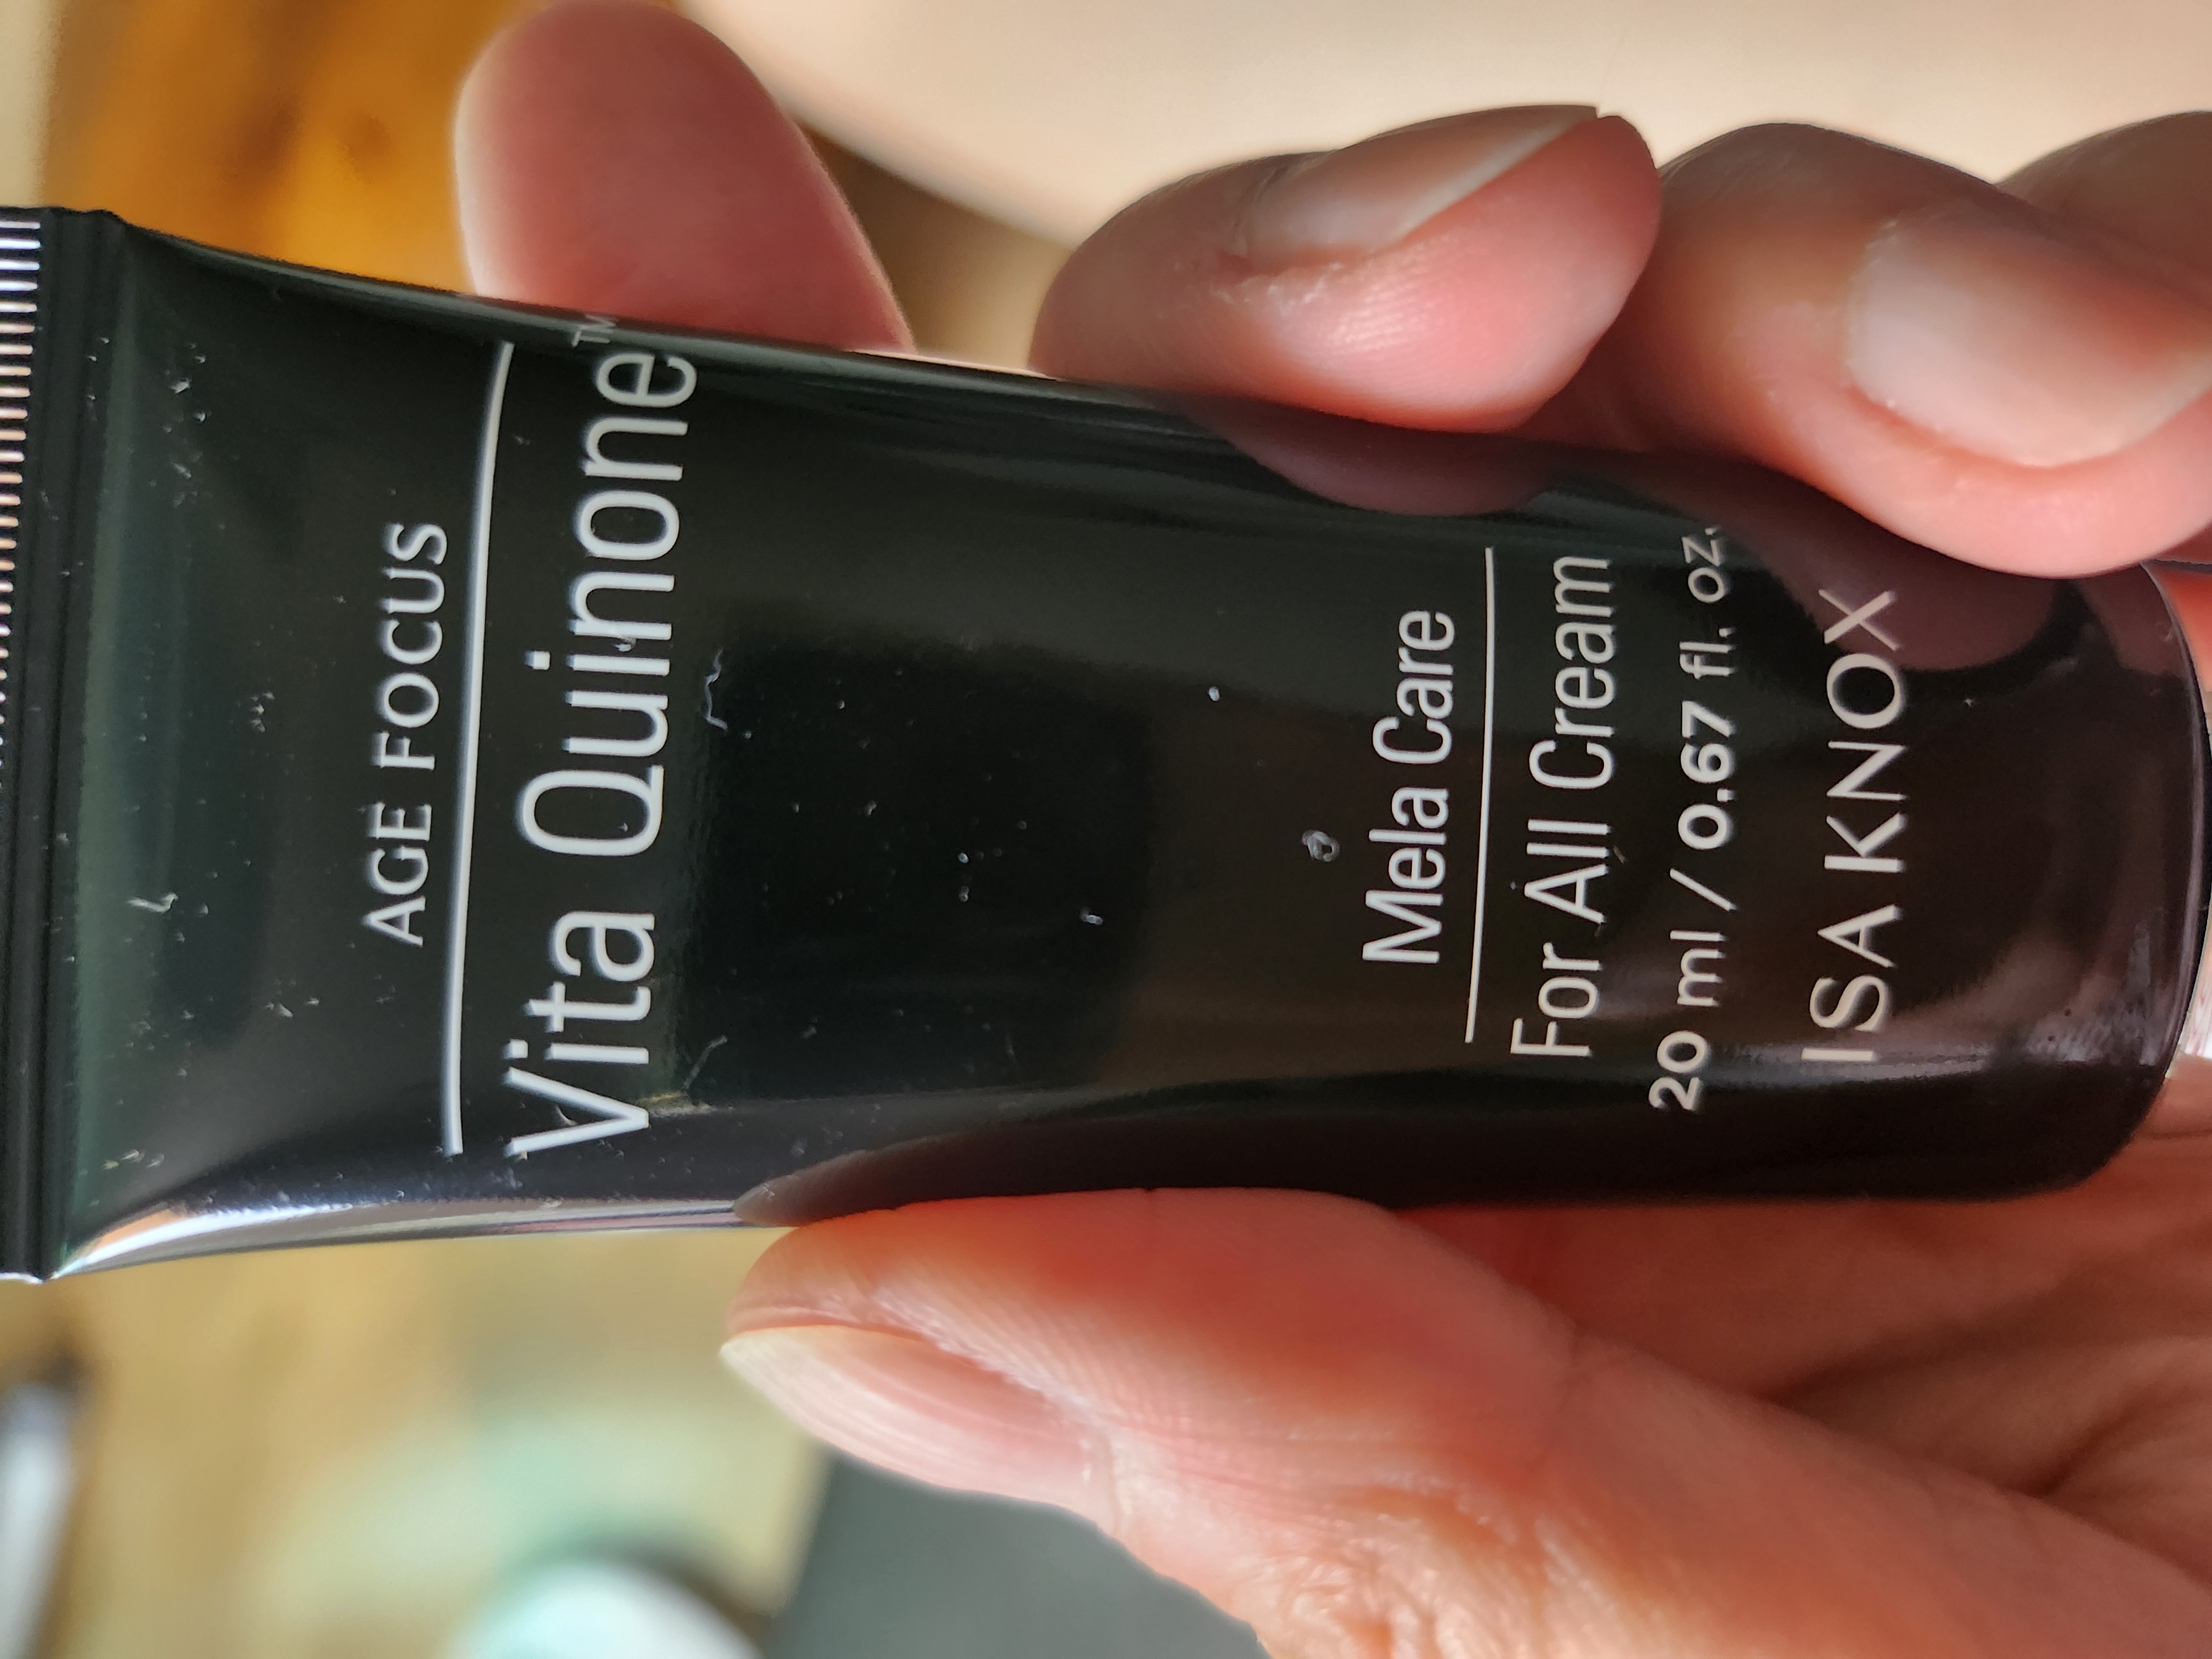 AGE FOCUS
Vita Quinone™
Mela Care
For All Cream
20 ml / 0.67 fl. oz.
ISA KNOX